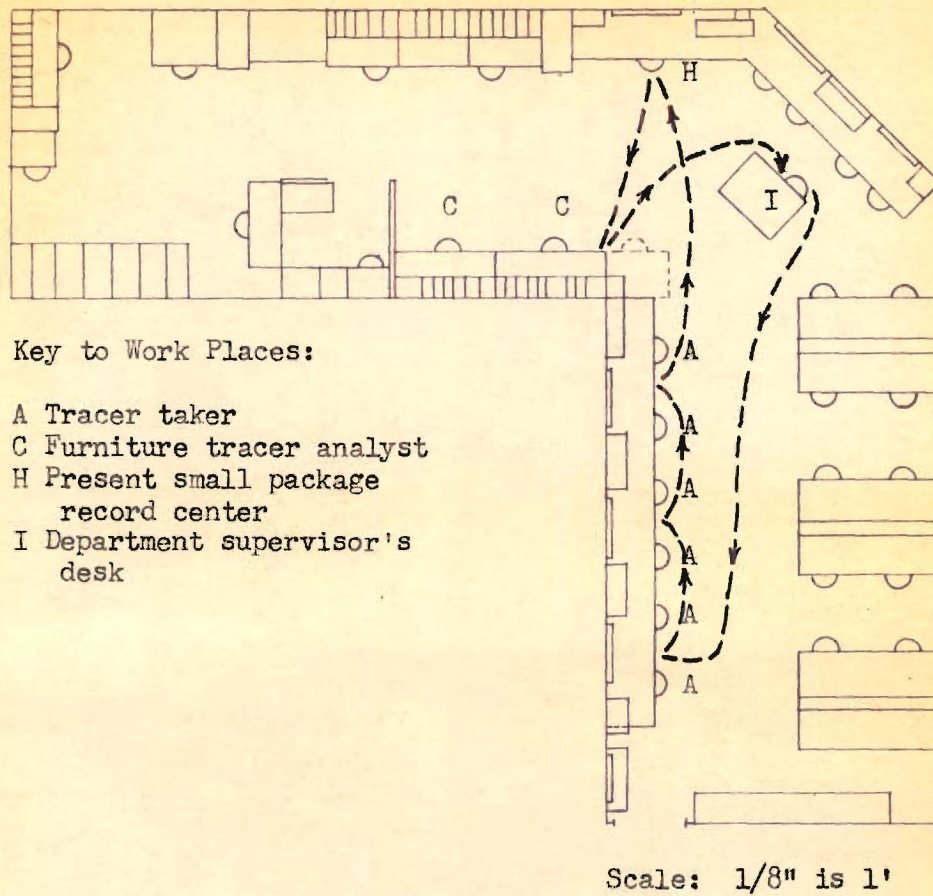 H
C C I
A
A
A
A
A
A
Key to Work Places:
A Tracer taker
C Furniture tracer analyst
H Present small package
record center
I Department supervisor's
desk
Scale: 1/8" is 1'